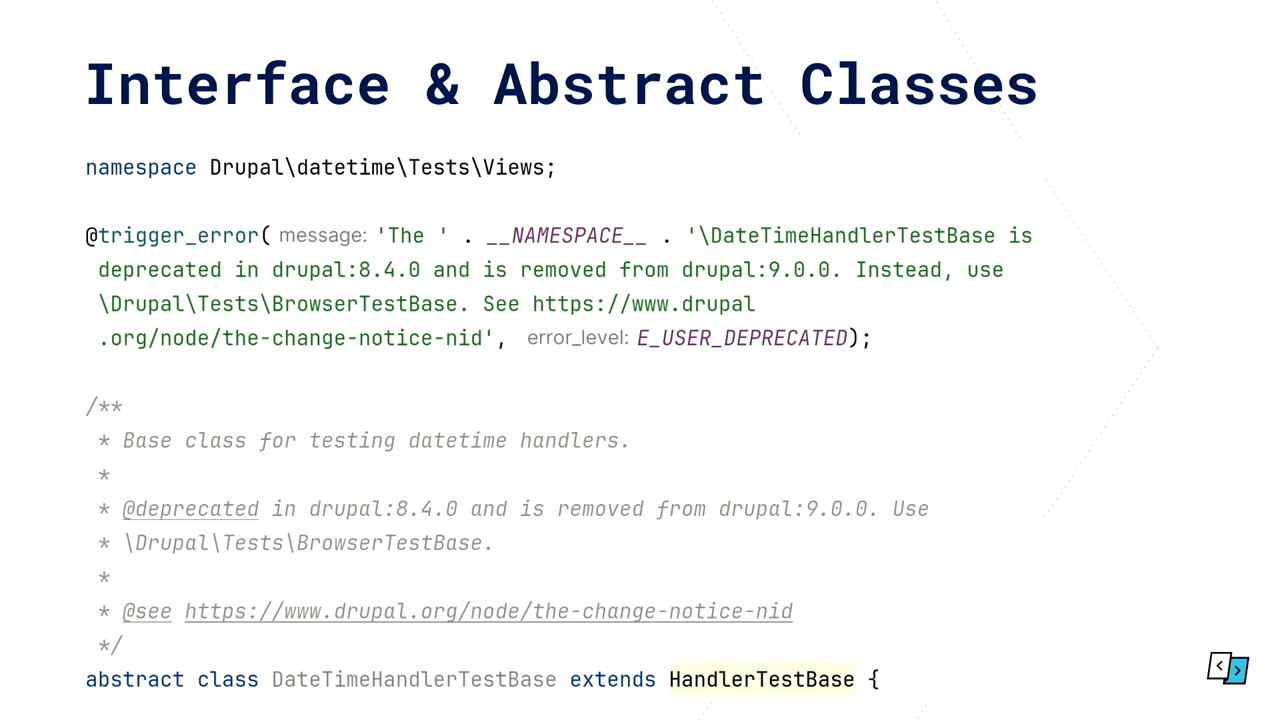 Interface & Abstract Classes
namespace Drupal\datetime\Tests\Views;
@trigger_error( message: 'The ' . __NAMESPACE__ . '\DateTimeHandlerTestBase is
deprecated in drupal:8.4.0 and is removed from drupal:9.0.0. Instead, use
\Drupal\Tests\BrowserTestBase. See https://www.drupal
.org/node/the-change-notice-nid', error_level: E_USER_DEPRECATED);
/**
* Base class for testing datetime handlers.
*
* @deprecated in drupal:8.4.0 and is removed from drupal:9.0.0. Use
* \Drupal\Tests\BrowserTestBase.
*
* @see https://www.drupal.org/node/the-change-notice-nid
*/
abstract class DateTimeHandlerTestBase extends HandlerTestBase {